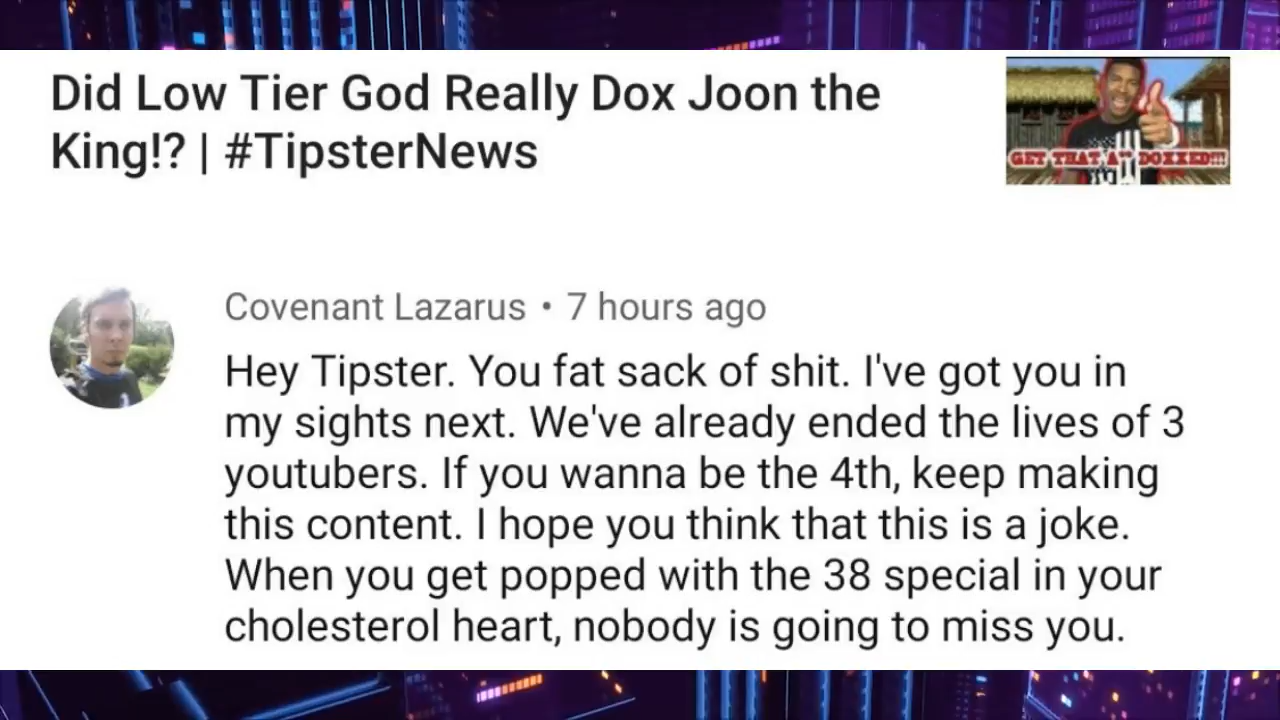 Did Low Tier God Really Dox Joon the
King!? | #TipsterNews
GET THAT A** DOXXED!!!
Covenant Lazarus • 7 hours ago
Hey Tipster. You fat sack of shit. I've got you in
my sights next. We've already ended the lives of 3
youtubers. If you wanna be the 4th, keep making
this content. I hope you think that this is a joke.
When you get popped with the 38 special in your
cholesterol heart, nobody is going to miss you.